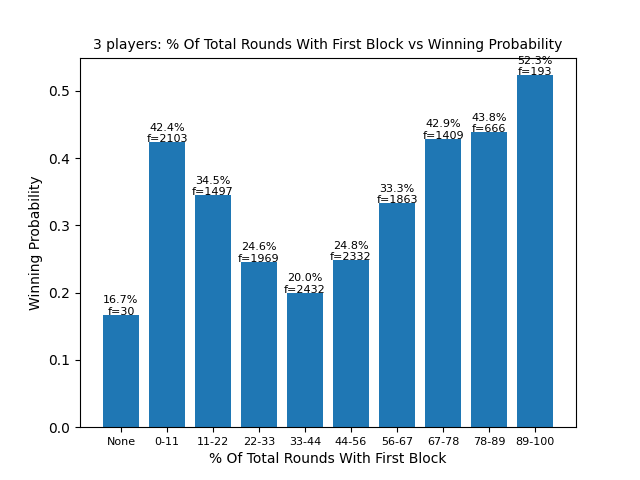 3 players: % Of Total Rounds With First Block vs Winning Probability
Winning Probability
0.5
0.4
0.3
0.2
0.1
0.0
16.7%
f=30
42.4%
f=2103
34.5%
f=1497
24.6%
f=1969
20.0%
f=2432
24.8%
f=2332
33.3%
f=1863
42.9%
f=1409
43.8%
f=666
52.3%
f=193
None
0-11
11-22
22-33
33-44
44-56
56-67
67-78
78-89
89-100
% Of Total Rounds With First Block